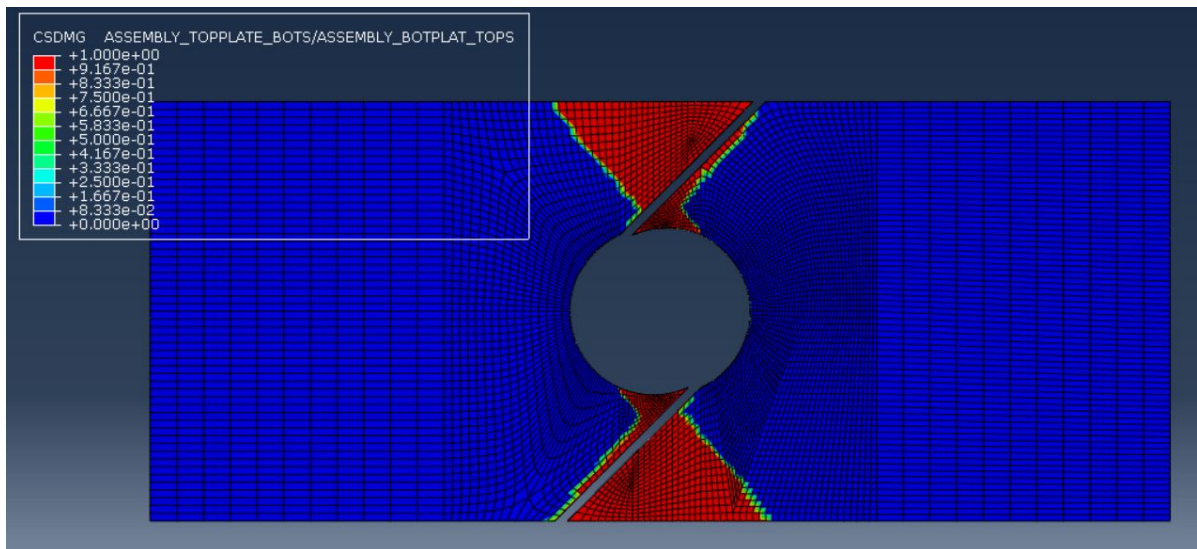 CSDMG ASSEMBLY_TOPPLATE_BOTS/ASSEMBLY_BOTPLAT_TOPS
+1.000e+00
+9.167e-01
+8.333e-01
+7.500e-01
+6.667e-01
+5.833e-01
+5.000e-01
+4.167e-01
+3.333e-01
+2.500e-01
+1.667e-01
+8.333e-02
+0.000e+00